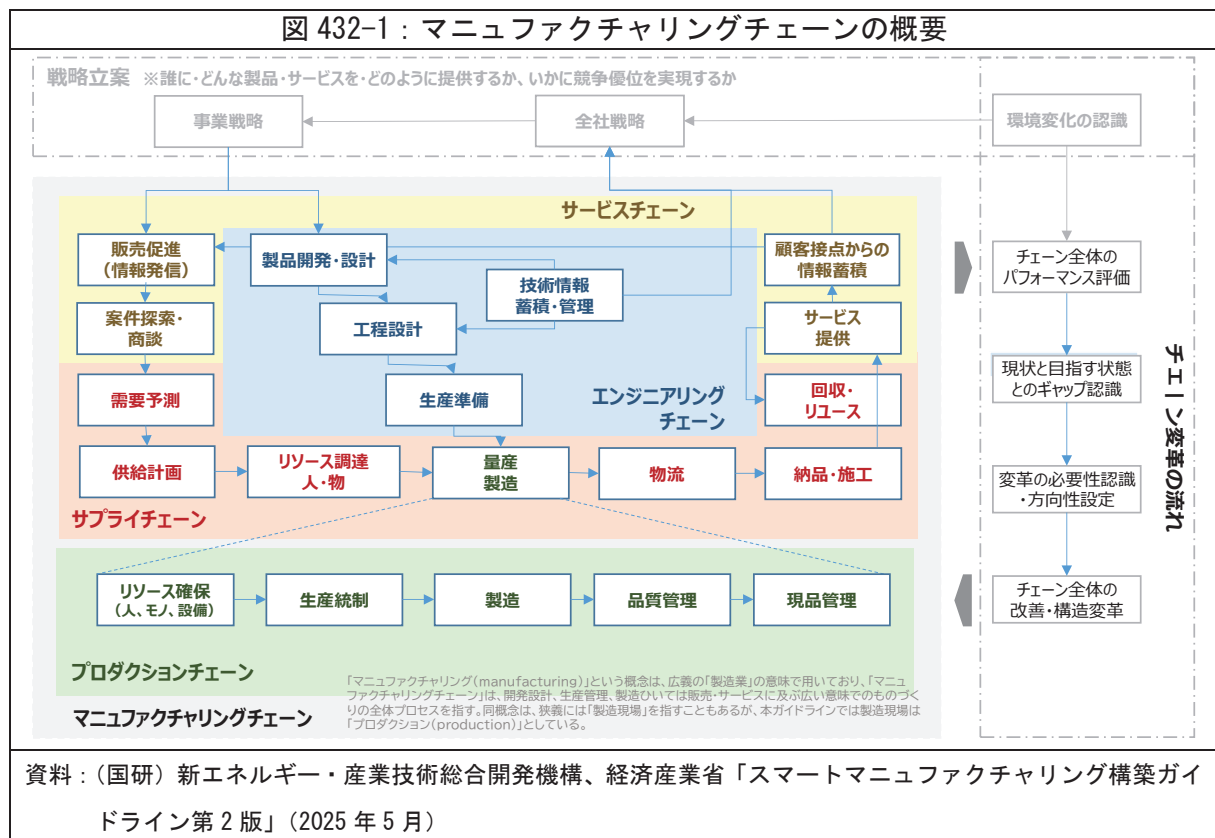 図 432-1：マニュファクチャリングチェーンの概要
戦略立案 ※誰に・どんな製品・サービスを・どのように提供するか、いかに競争優位を実現するか
事業戦略
全社戦略
環境変化の認識
サービスチェーン
販売促進
（情報発信）
製品開発・設計
技術情報
蓄積・管理
顧客接点からの
情報蓄積
案件探索・
商談
工程設計
サービス
提供
需要予測
生産準備
エンジニアリング
チェーン
回収・
リユース
供給計画
リソース調達
人・物
量産
製造
物流
納品・施工
サプライチェーン
リソース確保
（人、モノ、設備）
生産統制
製造
品質管理
現品管理
プロダクションチェーン
「マニュファクチャリング（manufacturing）」という概念は、広義の「製造業」の意味で用いており、「マニュ
ファクチャリングチェーン」は、開発設計、生産管理、製造ひいては販売・サービスに及ぶ広い意味でのものづく
りの全体プロセスを指す。同概念は、狭義には「製造現場」を指すこともあるが、本ガイドラインでは製造現場は
「プロダクション（production）」としている。
マニュファクチャリングチェーン
チェーン全体の
パフォーマンス評価
現状と目指す状態
とのギャップ認識
変革の必要性認識
・方向性設定
チェーン全体の
改善・構造変革
チェーン変革の流れ
資料：（国研）新エネルギー・産業技術総合開発機構、経済産業省「スマートマニュファクチャリング構築ガイ
ドライン第 2 版」（2025 年 5 月）